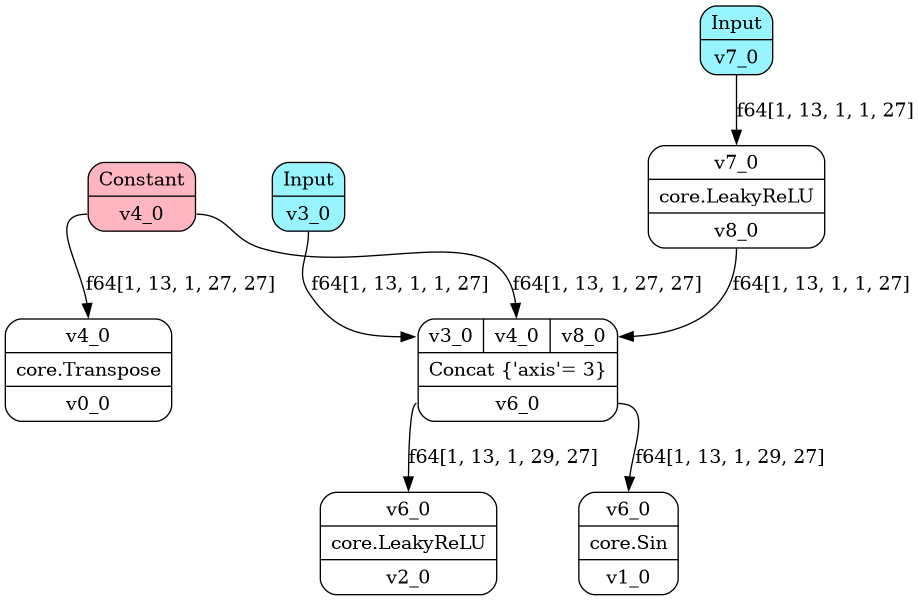 Input
v7_0
f64[1, 13, 1, 1, 27]
v7_0
core.LeakyReLU
v8_0
Constant
v4_0
Input
v3_0
f64[1, 13, 1, 27, 27]
f64[1, 13, 1, 1, 27]
f64[1, 13, 1, 27, 27]
f64[1, 13, 1, 1, 27]
v4_0
core.Transpose
v0_0
v3_0 v4_0 v8_0
Concat {'axis'= 3}
v6_0
f64[1, 13, 1, 29, 27]
f64[1, 13, 1, 29, 27]
v6_0
core.LeakyReLU
v2_0
v6_0
core.Sin
v1_0